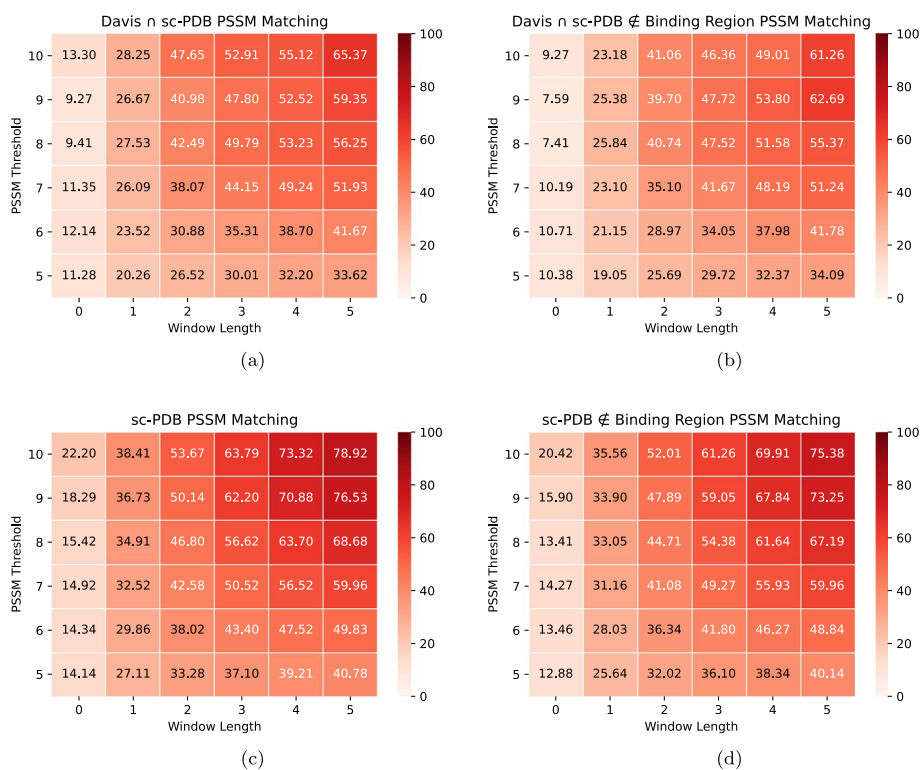 Davis ∩ sc-PDB PSSM Matching
PSSM Threshold
10 13.30 28.25 47.65 52.91 55.12 65.37
9 9.27 26.67 40.98 47.80 52.52 59.35
8 9.41 27.53 42.49 49.79 53.23 56.25
7 11.35 26.09 38.07 44.15 49.24 51.93
6 12.14 23.52 30.88 35.31 38.70 41.67
5 11.28 20.26 26.52 30.01 32.20 33.62
0 1 2 3 4 5
Window Length
100
80
60
40
20
0
(a)
Davis ∩ sc-PDB ∉ Binding Region PSSM Matching
PSSM Threshold
10 9.27 23.18 41.06 46.36 49.01 61.26
9 7.59 25.38 39.70 47.72 53.80 62.69
8 7.41 25.84 40.74 47.52 51.58 55.37
7 10.19 23.10 35.10 41.67 48.19 51.24
6 10.71 21.15 28.97 34.05 37.98 41.78
5 10.38 19.05 25.69 29.72 32.37 34.09
0 1 2 3 4 5
Window Length
100
80
60
40
20
0
(b)
sc-PDB PSSM Matching
PSSM Threshold
10 22.20 38.41 53.67 63.79 73.32 78.92
9 18.29 36.73 50.14 62.20 70.88 76.53
8 15.42 34.91 46.80 56.62 63.70 68.68
7 14.92 32.52 42.58 50.52 56.52 59.96
6 14.34 29.86 38.02 43.40 47.52 49.83
5 14.14 27.11 33.28 37.10 39.21 40.78
0 1 2 3 4 5
Window Length
100
80
60
40
20
0
(c)
sc-PDB ∉ Binding Region PSSM Matching
PSSM Threshold
10 20.42 35.56 52.01 61.26 69.91 75.38
9 15.90 33.90 47.89 59.05 67.84 73.25
8 13.41 33.05 44.71 54.38 61.64 67.19
7 14.27 31.16 41.08 49.27 55.93 59.96
6 13.46 28.03 36.34 41.80 46.27 48.84
5 12.88 25.64 32.02 36.10 38.34 40.14
0 1 2 3 4 5
Window Length
100
80
60
40
20
0
(d)